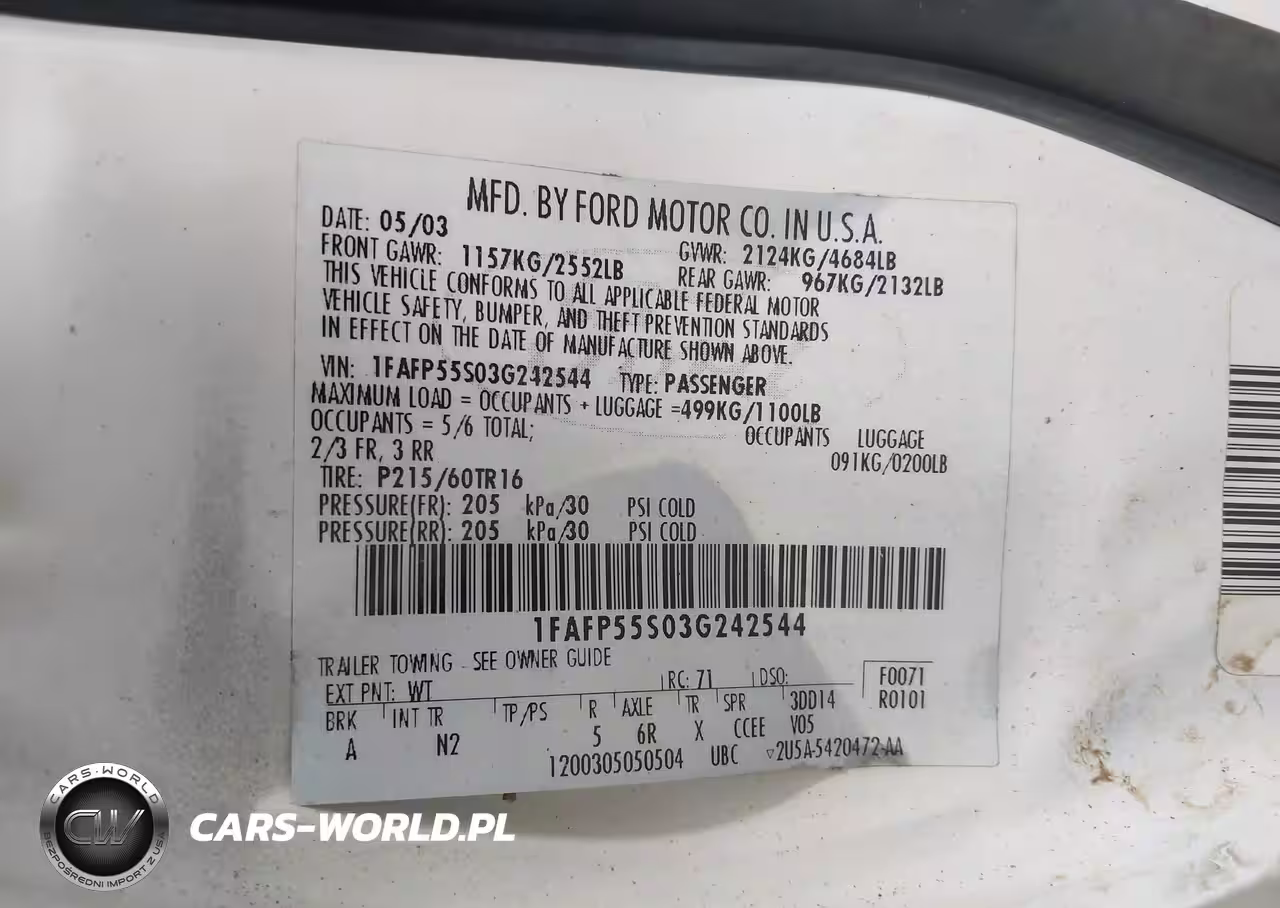 MFD. BY FORD MOTOR CO. IN U.S.A.
DATE: 05/03 GVWR: 2124KG/4684LB
FRONT GAWR: 1157KG/2552LB REAR GAWR: 967KG/2132LB
THIS VEHICLE CONFORMS TO ALL APPLICABLE FEDERAL MOTOR
VEHICLE SAFETY, BUMPER, AND THEFT PREVENTION STANDARDS
IN EFFECT ON THE DATE OF MANUFACTURE SHOWN ABOVE.
VIN: 1FAFP55S03G242544 TYPE: PASSENGER
MAXIMUM LOAD = OCCUPANTS + LUGGAGE =499KG/1100LB
OCCUPANTS = 5/6 TOTAL; OCCUPANTS LUGGAGE
2/3 FR, 3 RR 091KG/0200LB
TIRE: P215/60TR16
PRESSURE(FR): 205 kPa/30 PSI COLD
PRESSURE(RR): 205 kPa/30 PSI COLD
1FAFP55S03G242544
TRAILER TOWING - SEE OWNER GUIDE
EXT PNT: WT RC: 71 DSO: F0071
BRK INT TR TP/PS R AXLE TR SPR 3DD14 R0101
A N2 5 6R X CCEE V05
1200305050504 UBC ▽2U5A-5420472-AA
CARS-WORLD
CW
BEZPOŚREDNI IMPORT Z USA
CARS-WORLD.PL